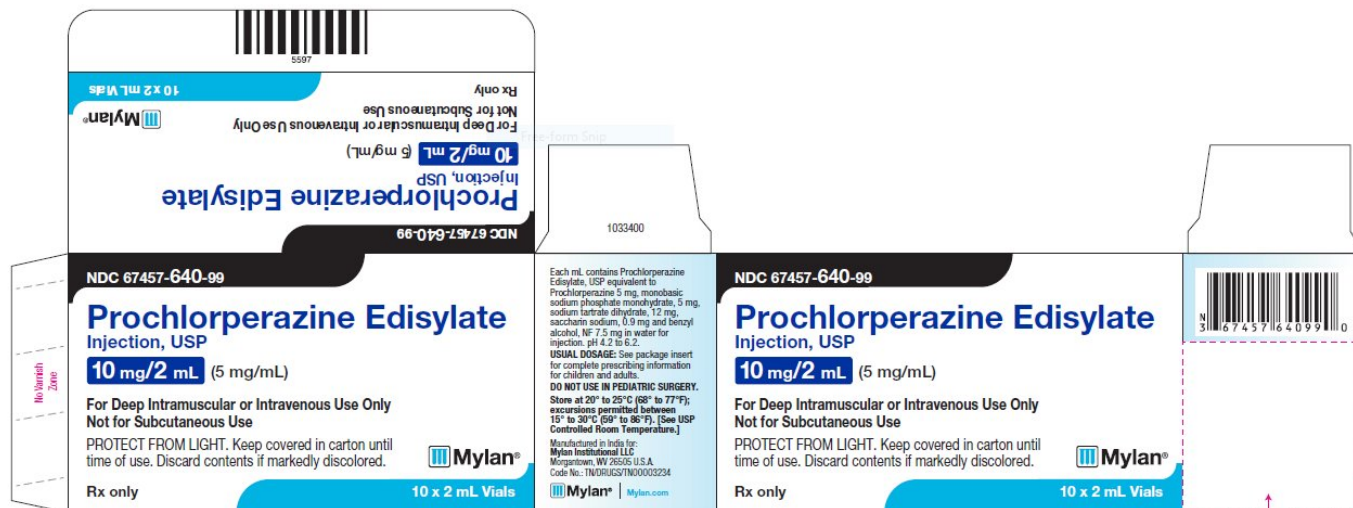 5597
NDC 67457-640-99
Prochlorperazine Edisylate
Injection, USP
10 mg/2 mL (5 mg/mL)
For Deep Intramuscular or Intravenous Use Only
Not for Subcutaneous Use
Mylan®
Rx only
10 x 2 mL Vials
Free-form Snip
No Varnish
Zone
NDC 67457-640-99
Prochlorperazine Edisylate
Injection, USP
10 mg/2 mL (5 mg/mL)
For Deep Intramuscular or Intravenous Use Only
Not for Subcutaneous Use
PROTECT FROM LIGHT. Keep covered in carton until
time of use. Discard contents if markedly discolored.
Mylan®
Rx only
10 x 2 mL Vials
1033400
Each mL contains Prochlorperazine
Edisylate, USP equivalent to
Prochlorperazine 5 mg, monobasic
sodium phosphate monohydrate, 5 mg,
sodium tartrate dihydrate, 12 mg,
saccharin sodium, 0.9 mg and benzyl
alcohol, NF 7.5 mg in water for
injection. pH 4.2 to 6.2.
USUAL DOSAGE: See package insert
for complete prescribing information
for children and adults.
DO NOT USE IN PEDIATRIC SURGERY.
Store at 20° to 25°C (68° to 77°F);
excursions permitted between
15° to 30°C (59° to 86°F). [See USP
Controlled Room Temperature.]
Manufactured in India for:
Mylan Institutional LLC
Morgantown, WV 26505 U.S.A.
Code No.: TN/DRUGS/TN00003234
Mylan® Mylan.com
NDC 67457-640-99
Prochlorperazine Edisylate
Injection, USP
10 mg/2 mL (5 mg/mL)
For Deep Intramuscular or Intravenous Use Only
Not for Subcutaneous Use
PROTECT FROM LIGHT. Keep covered in carton until
time of use. Discard contents if markedly discolored.
Mylan®
Rx only
10 x 2 mL Vials
N
3 67457 64099 0